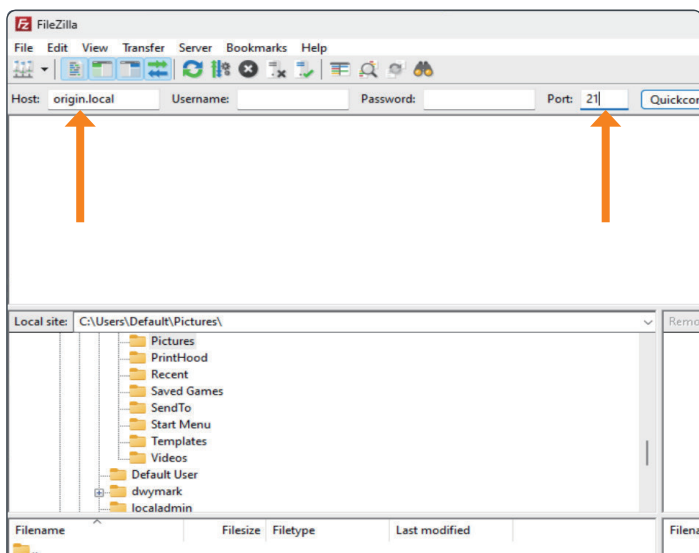 FileZilla
File Edit View Transfer Server Bookmarks Help
Host: origin.local Username: Password: Port: 21 Quickcon
Local site: C:\Users\Default\Pictures\ Remo
Pictures
PrintHood
Recent
Saved Games
SendTo
Start Menu
Templates
Videos
Default User
dwymark
localadmin
Filename Filesize Filetype Last modified Filena
..